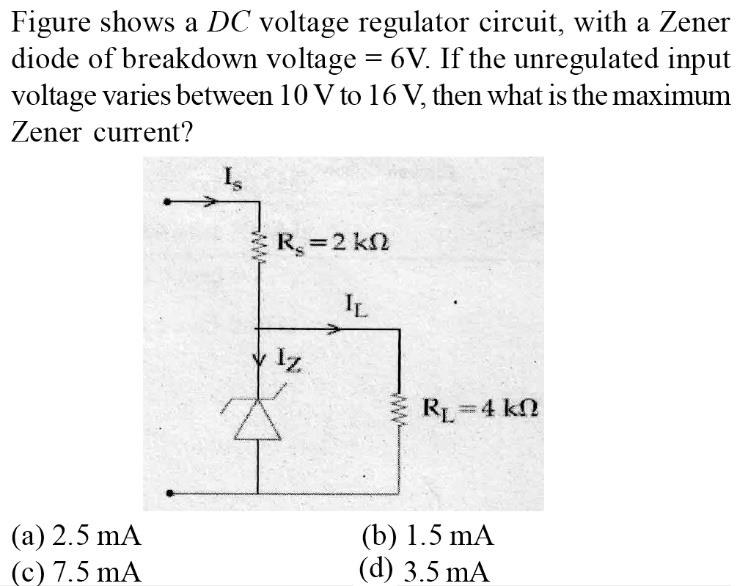 Figure shows a DC voltage regulator circuit, with a Zener
diode of breakdown voltage = 6V. If the unregulated input
voltage varies between 10 V to 16 V, then what is the maximum
Zener current?
Is
Rs = 2 kΩ
IL
IZ
RL = 4 kΩ
(a) 2.5 mA (b) 1.5 mA
(c) 7.5 mA (d) 3.5 mA